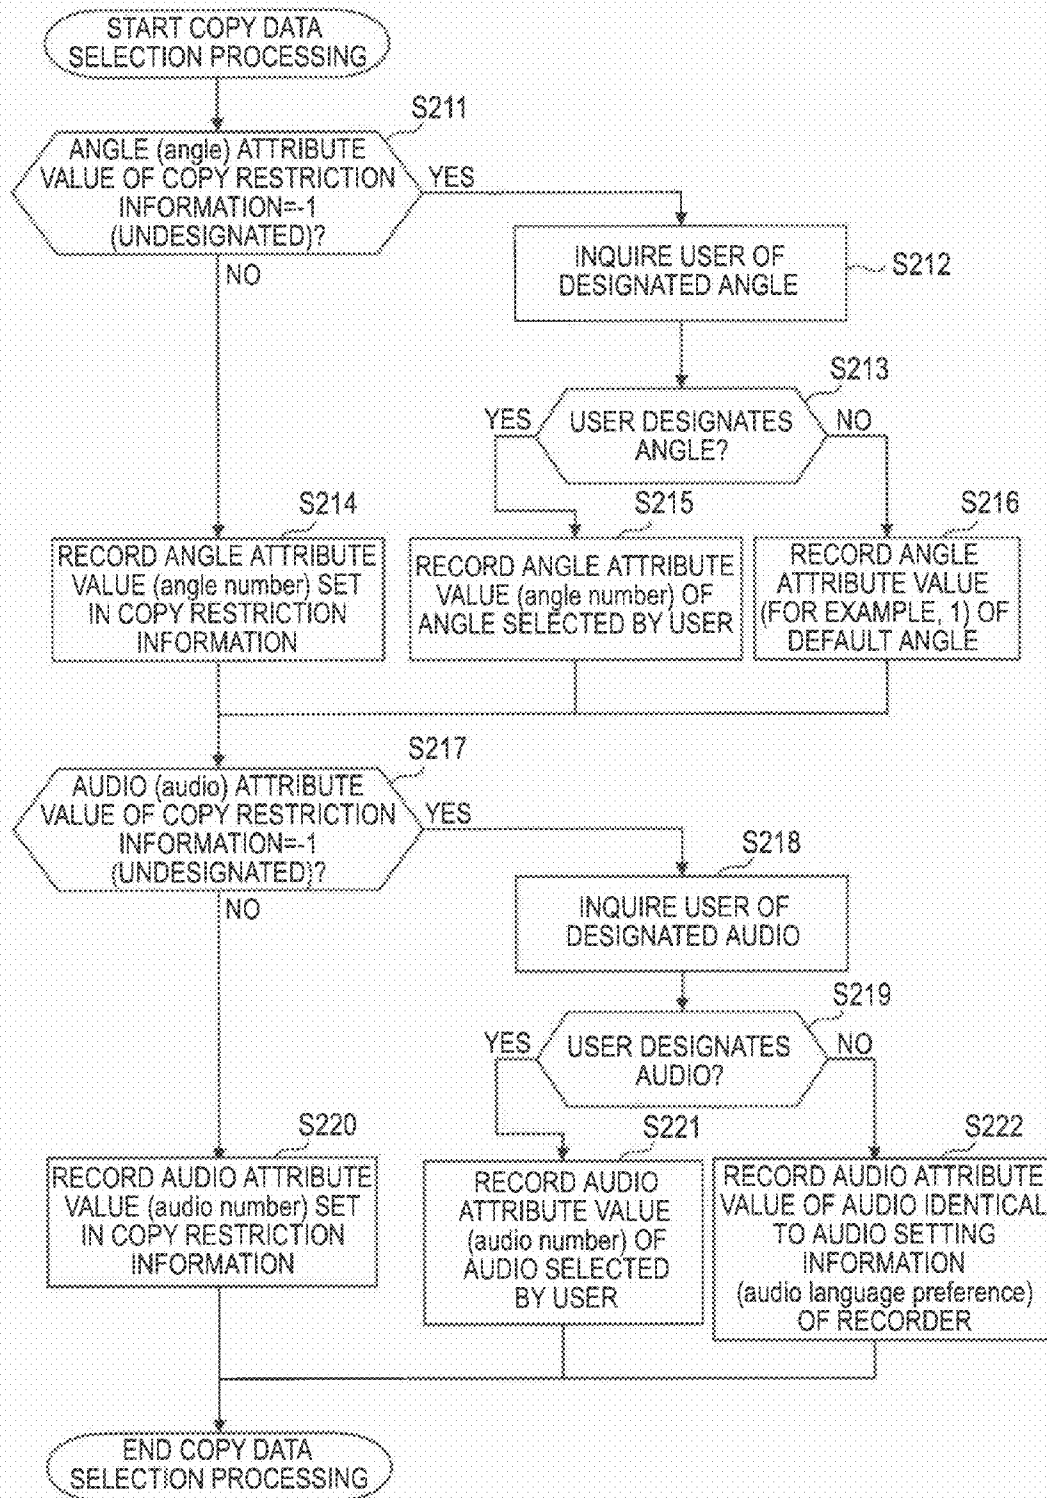 START COPY DATA
SELECTION PROCESSING
S211
ANGLE (angle) ATTRIBUTE
VALUE OF COPY RESTRICTION
INFORMATION=-1
(UNDESIGNATED)?
YES
NO
INQUIRE USER OF
DESIGNATED ANGLE
S212
S213
USER DESIGNATES
ANGLE?
YES
NO
S214
RECORD ANGLE ATTRIBUTE
VALUE (angle number) SET
IN COPY RESTRICTION
INFORMATION
S215
RECORD ANGLE ATTRIBUTE
VALUE (angle number) OF
ANGLE SELECTED BY USER
S216
RECORD ANGLE
ATTRIBUTE VALUE
(FOR EXAMPLE, 1) OF
DEFAULT ANGLE
S217
AUDIO (audio) ATTRIBUTE
VALUE OF COPY RESTRICTION
INFORMATION=-1
(UNDESIGNATED)?
YES
NO
S218
INQUIRE USER OF
DESIGNATED AUDIO
S219
USER DESIGNATES
AUDIO?
YES
NO
S220
RECORD AUDIO ATTRIBUTE
VALUE (audio number) SET
IN COPY RESTRICTION
INFORMATION
S221
RECORD AUDIO
ATTRIBUTE VALUE
(audio number) OF
AUDIO SELECTED
BY USER
S222
RECORD AUDIO ATTRIBUTE
VALUE OF AUDIO IDENTICAL
TO AUDIO SETTING
INFORMATION
(audio language preference)
OF RECORDER
END COPY DATA
SELECTION PROCESSING